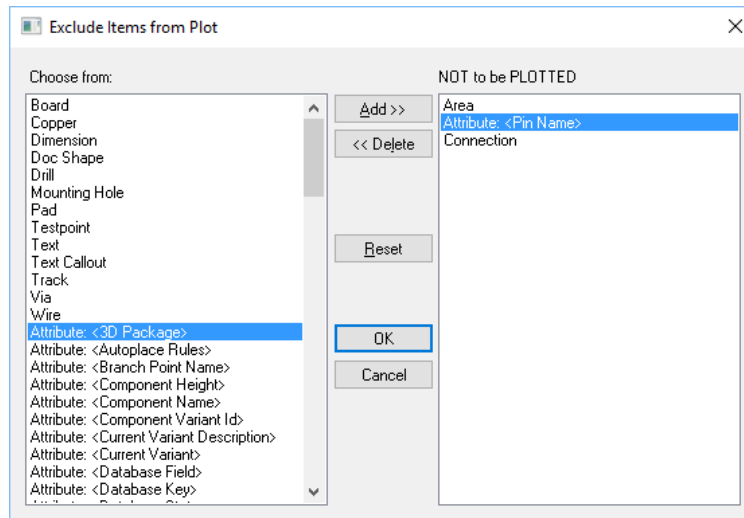 Exclude Items from Plot
Choose from:
Board
Copper
Dimension
Doc Shape
Drill
Mounting Hole
Pad
Testpoint
Text
Text Callout
Track
Via
Wire
Attribute: <3D Package>
Attribute: <Autoplace Rules>
Attribute: <Branch Point Name>
Attribute: <Component Height>
Attribute: <Component Name>
Attribute: <Component Variant Id>
Attribute: <Current Variant Description>
Attribute: <Current Variant>
Attribute: <Database Field>
Attribute: <Database Key>
Add >>
<< Delete
Reset
OK
Cancel
NOT to be PLOTTED
Area
Attribute: <Pin Name>
Connection